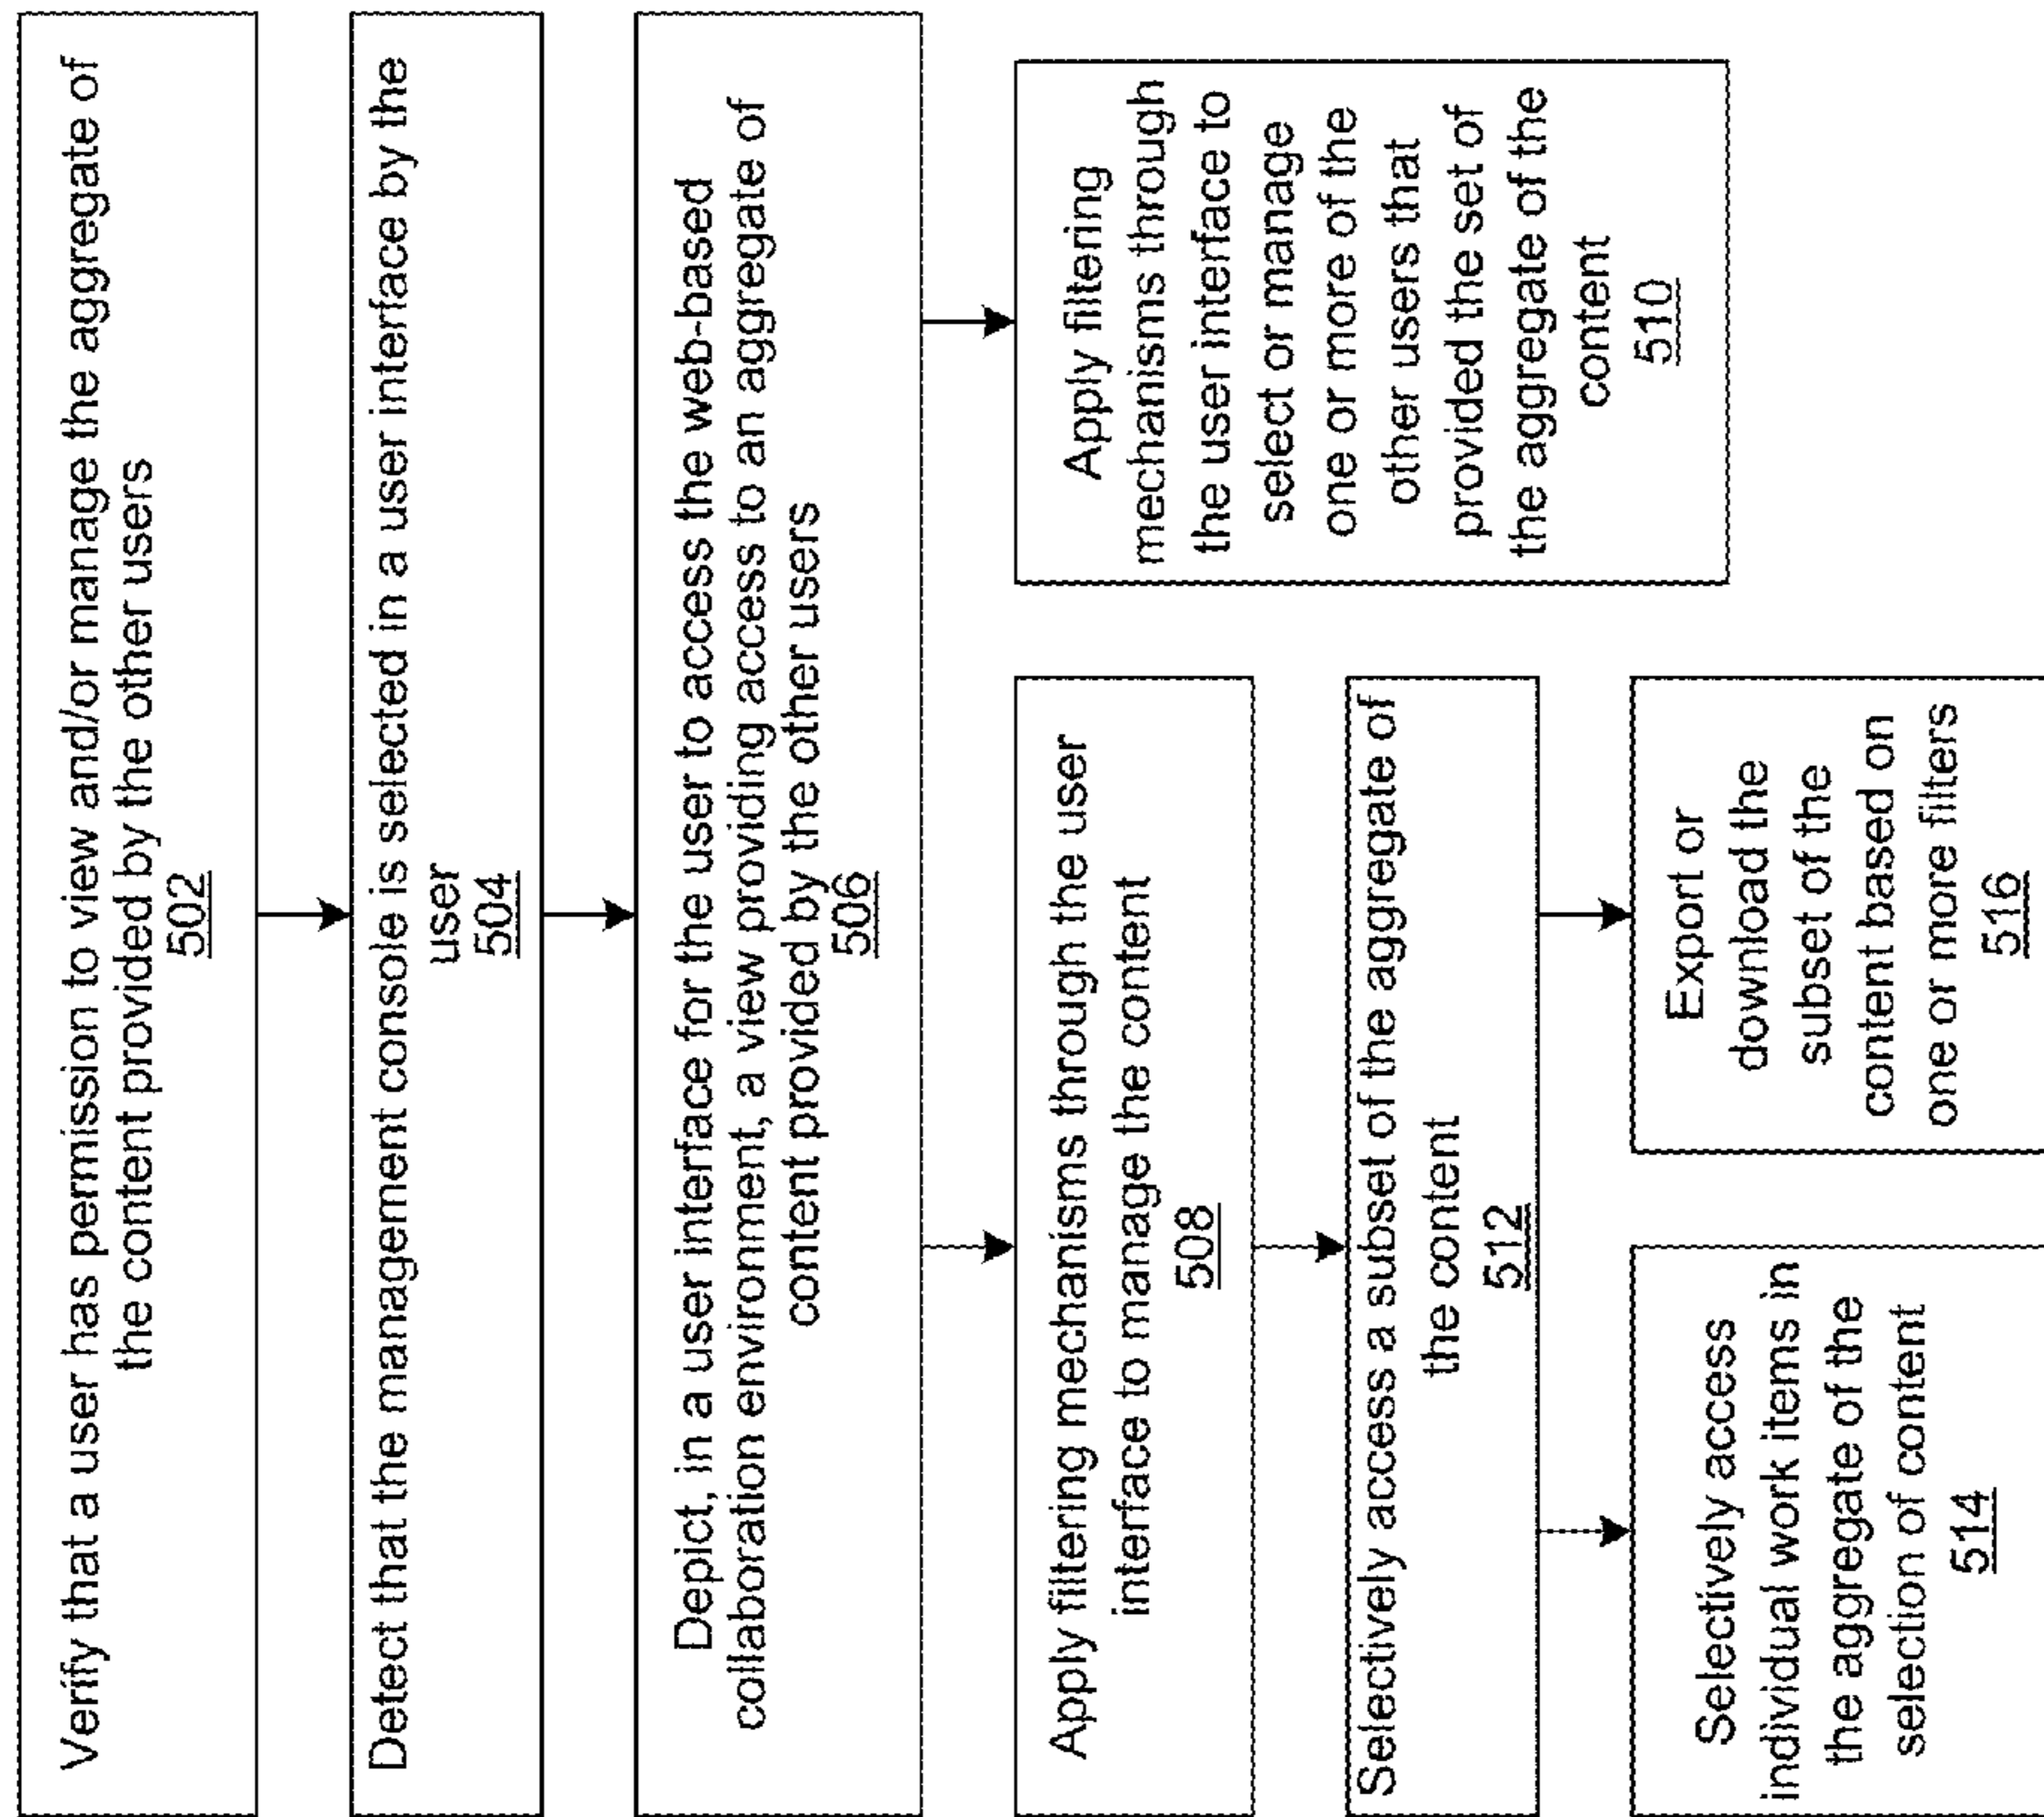 Verify that a user has permission to view and/or manage the aggregate of
the content provided by the other users
502
Detect that the management console is selected in a user interface by the
user
504
Depict, in a user interface for the user to access the web-based
collaboration environment, a view providing access to an aggregate of
content provided by the other users
506
Apply filtering mechanisms through the user
interface to manage the content
508
Apply filtering
mechanisms through
the user interface to
select or manage
one or more of the
other users that
provided the set of
the aggregate of the
content
510
Selectively access a subset of the aggregate of
the content
512
Selectively access
individual work items in
the aggregate of the
selection of content
514
Export or
download the
subset of the
content based on
one or more filters
516